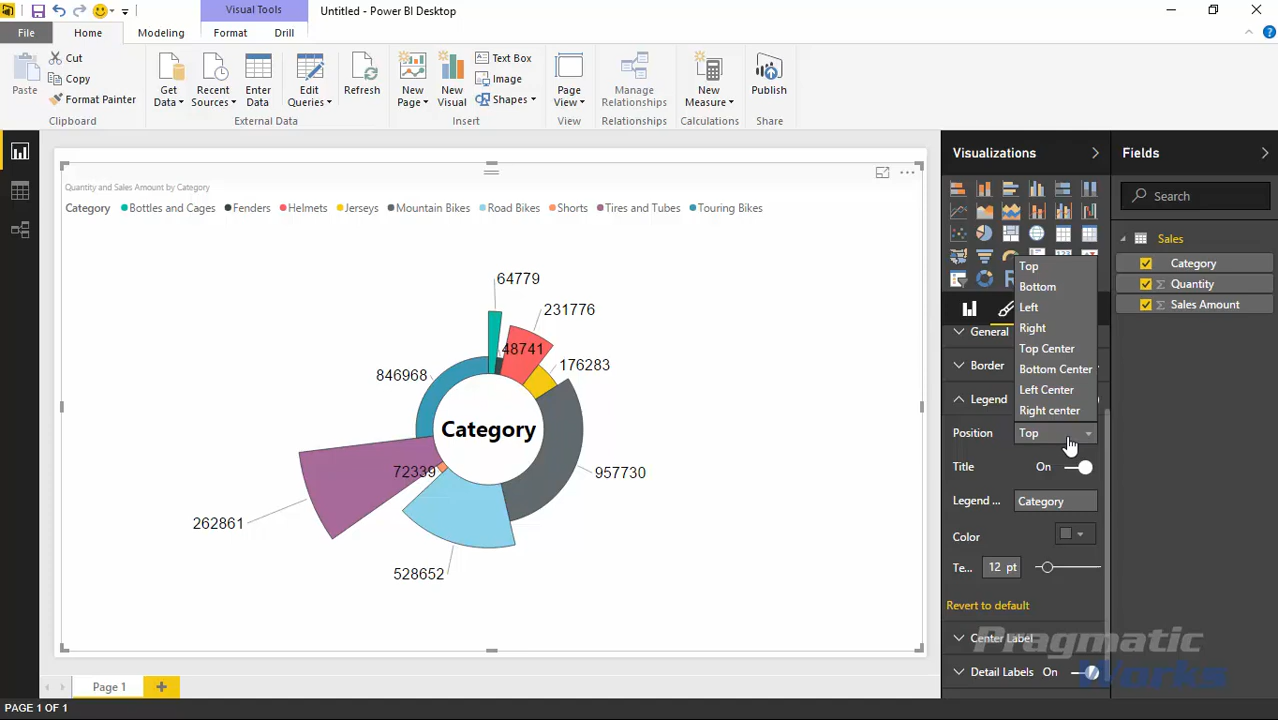 Visual Tools
Untitled - Power BI Desktop
File
Home
Modeling
Format
Drill
Paste
Cut
Copy
Format Painter
Clipboard
Get Data
Recent Sources
Enter Data
Edit Queries
Refresh
External Data
New Page
New Visual
Text Box
Image
Shapes
Insert
Page View
View
Manage Relationships
Relationships
New Measure
Calculations
Publish
Share
Quantity and Sales Amount by Category
Category Bottles and Cages Fenders Helmets Jerseys Mountain Bikes Road Bikes Shorts Tires and Tubes Touring Bikes
64779
231776
48741
176283
846968
Category
72339
957730
262861
528652
Visualizations
Top
Bottom
Left
Right
Top Center
Bottom Center
Left Center
Right center
General
Border
Legend
Position Top
Title On
Legend ... Category
Color
Te... 12 pt
Revert to default
Center Label
Detail Labels On
Fields
Search
Sales
Category
Σ Quantity
Σ Sales Amount
Pragmatic
Works
Page 1
PAGE 1 OF 1